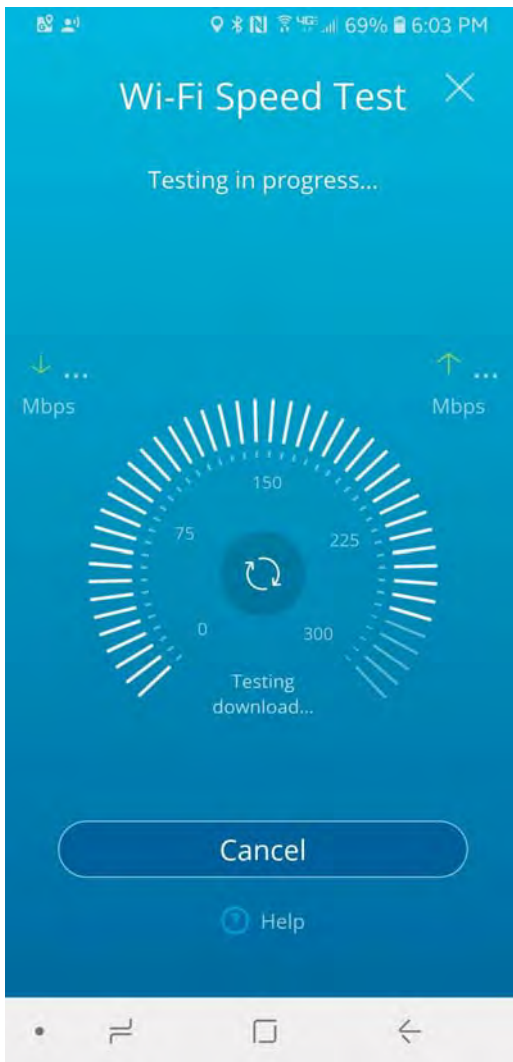 4G 69% 6:03 PM
Wi-Fi Speed Test
Testing in progress...
...
...
Mbps
Mbps
150
75
225
0
300
Testing
download...
Cancel
? Help